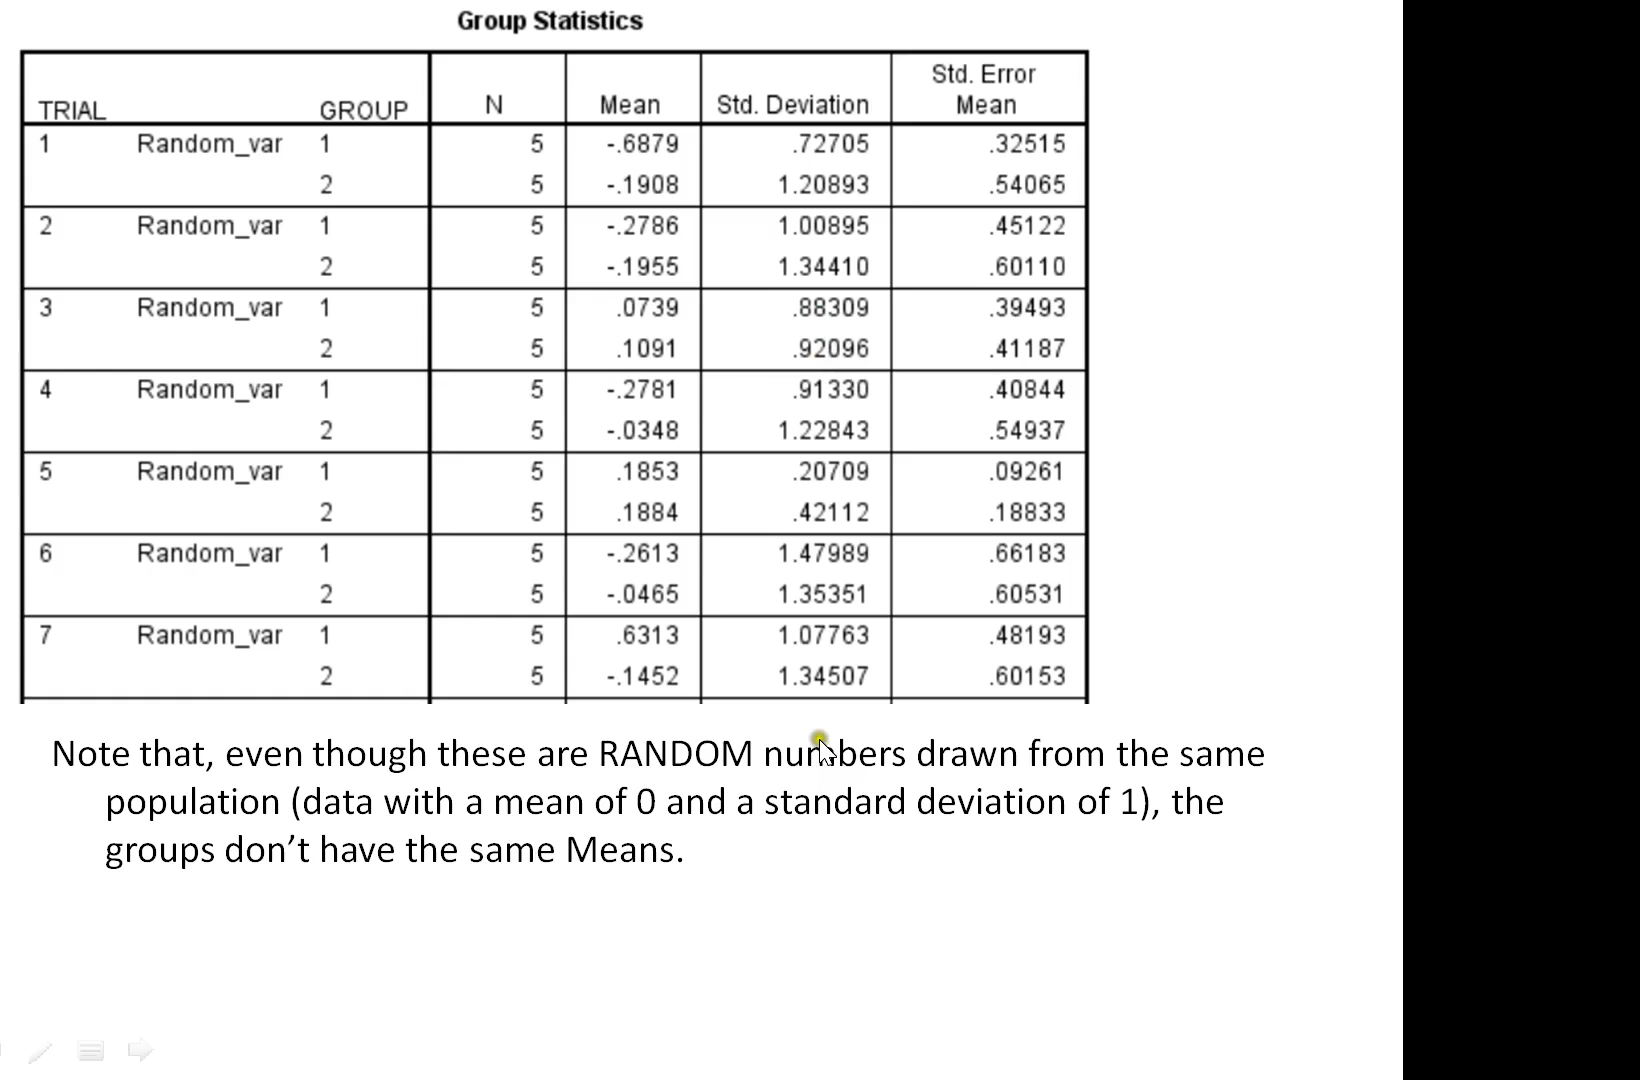 Group Statistics
TRIAL GROUP N Mean Std. Deviation Std. Error Mean
1 Random_var 1 5 -.6879 .72705 .32515
2 5 -.1908 1.20893 .54065
2 Random_var 1 5 -.2786 1.00895 .45122
2 5 -.1955 1.34410 .60110
3 Random_var 1 5 .0739 .88309 .39493
2 5 .1091 .92096 .41187
4 Random_var 1 5 -.2781 .91330 .40844
2 5 -.0348 1.22843 .54937
5 Random_var 1 5 .1853 .20709 .09261
2 5 .1884 .42112 .18833
6 Random_var 1 5 -.2613 1.47989 .66183
2 5 -.0465 1.35351 .60531
7 Random_var 1 5 .6313 1.07763 .48193
2 5 -.1452 1.34507 .60153
Note that, even though these are RANDOM numbers drawn from the same
population (data with a mean of 0 and a standard deviation of 1), the
groups don’t have the same Means.